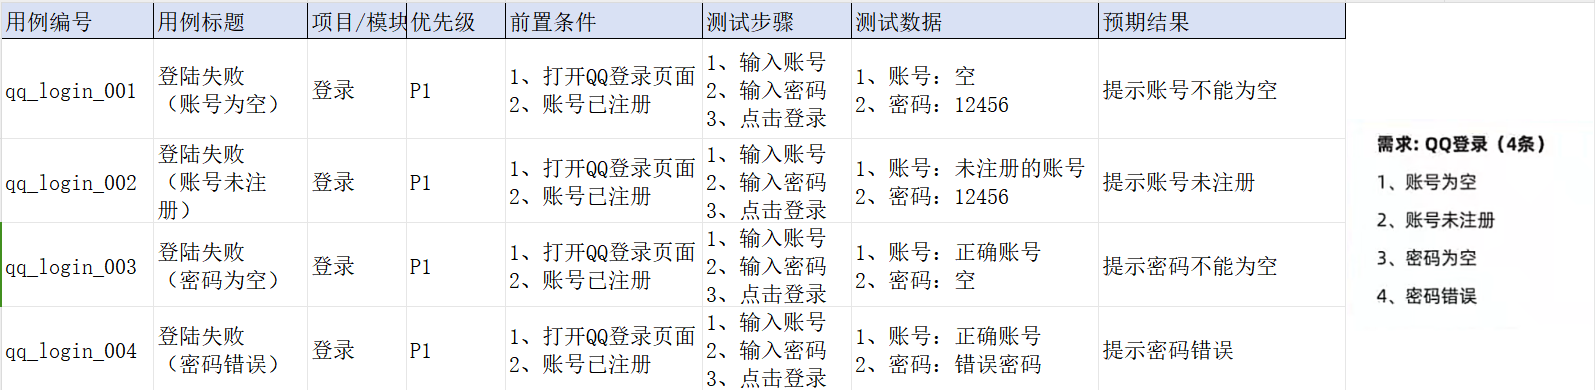 用例编号 用例标题 项目/模块 优先级 前置条件 测试步骤 测试数据 预期结果
qq_login_001
登陆失败
（账号为空）
登录
P1
1、打开QQ登录页面
2、账号已注册
1、输入账号
2、输入密码
3、点击登录
1、账号：空
2、密码：12456
提示账号不能为空
qq_login_002
登陆失败
（账号未注
册）
登录
P1
1、打开QQ登录页面
2、账号已注册
1、输入账号
2、输入密码
3、点击登录
1、账号：未注册的账号
2、密码：12456
提示账号未注册
qq_login_003
登陆失败
（密码为空）
登录
P1
1、打开QQ登录页面
2、账号已注册
1、输入账号
2、输入密码
3、点击登录
1、账号：正确账号
2、密码：空
提示密码不能为空
qq_login_004
登陆失败
（密码错误）
登录
P1
1、打开QQ登录页面
2、账号已注册
1、输入账号
2、输入密码
3、点击登录
1、账号：正确账号
2、密码：错误密码
提示密码错误
需求: QQ登录（4条）
1、账号为空
2、账号未注册
3、密码为空
4、密码错误